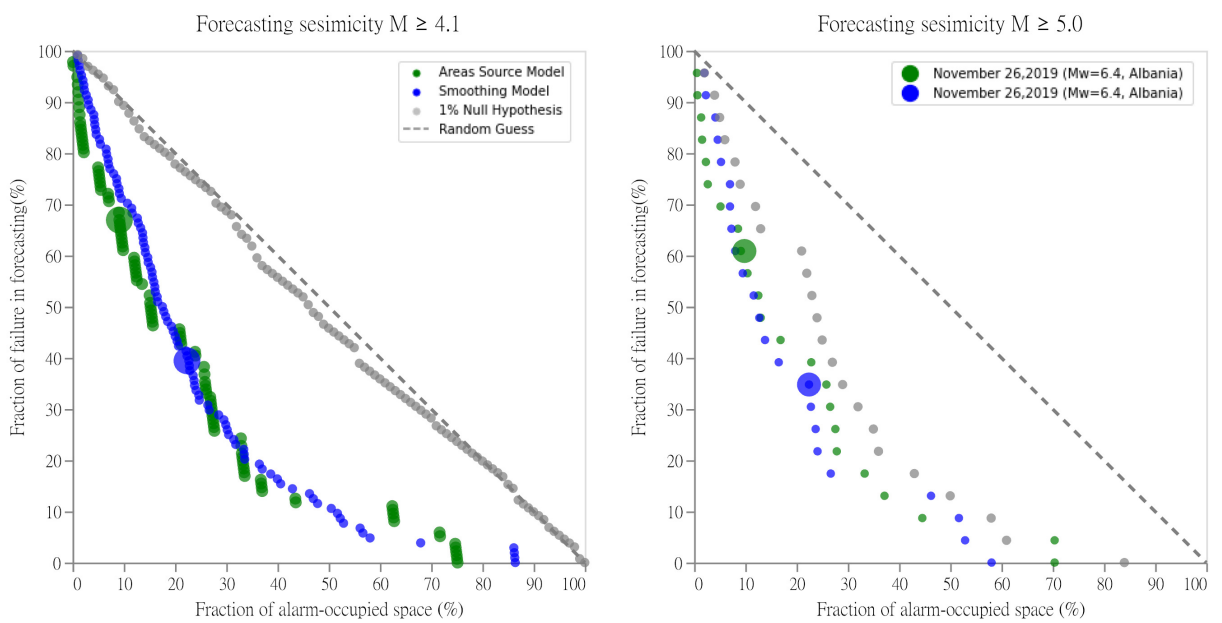 Forecasting sesimicity M ≥ 4.1
Fraction of failure in forecasting(%)
100
90
80
70
60
50
40
30
20
10
0
Areas Source Model
Smoothing Model
1% Null Hypothesis
Random Guess
0 10 20 30 40 50 60 70 80 90 100
Fraction of alarm-occupied space (%)
Forecasting sesimicity M ≥ 5.0
Fraction of failure in forecasting(%)
100
90
80
70
60
50
40
30
20
10
0
November 26,2019 (Mw=6.4, Albania)
November 26,2019 (Mw=6.4, Albania)
0 10 20 30 40 50 60 70 80 90 100
Fraction of alarm-occupied space (%)